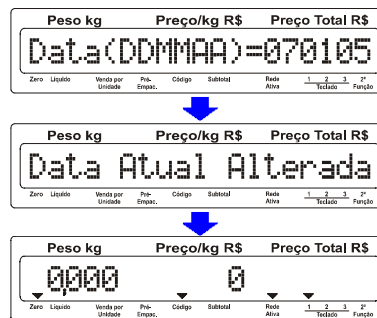 Peso kg Preço/kg R$ Preço Total R$
Data(DDMMAA)=070105
Zero Líquido Venda por Unidade Pré-Empac. Código Subtotal Rede Ativa 1 2 3 Teclado 2ª Função
Peso kg Preço/kg R$ Preço Total R$
Data Atual Alterada
Zero Líquido Venda por Unidade Pré-Empac. Código Subtotal Rede Ativa 1 2 3 Teclado 2ª Função
Peso kg Preço/kg R$ Preço Total R$
0,000 0
Zero Líquido Venda por Unidade Pré-Empac. Código Subtotal Rede Ativa 1 2 3 Teclado 2ª Função